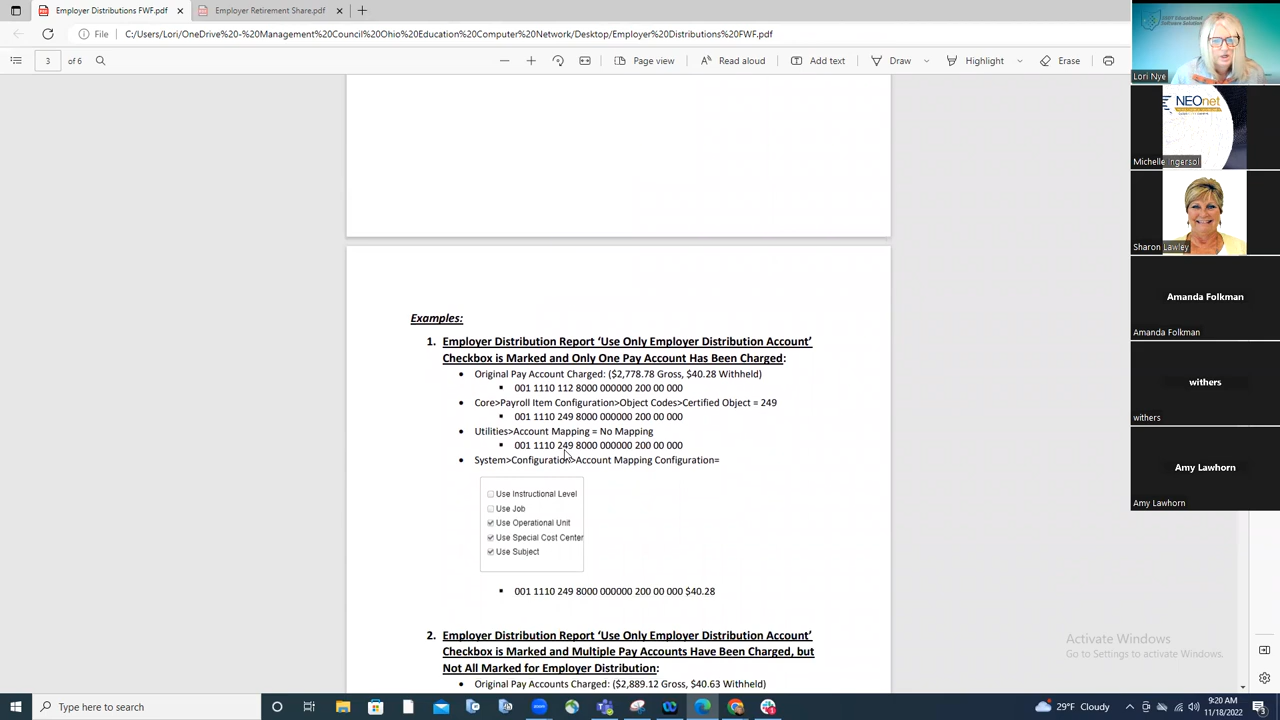 Employer Distributions FWF.pdf
Employer Retirement Share.pdf
File
C:/Users/Lori/OneDrive%20-%20Management%20Council%20Ohio%20Education%20Computer%20Network/Desktop/Employer%20Distributions%20FWF.pdf
3 of 6
Page view
Read aloud
Add text
Draw
Highlight
Erase
Examples:
1. Employer Distribution Report ‘Use Only Employer Distribution Account’
Checkbox is Marked and Only One Pay Account Has Been Charged:
• Original Pay Account Charged: ($2,778.78 Gross, $40.28 Withheld)
▪ 001 1110 112 8000 000000 200 00 000
• Core>Payroll Item Configuration>Object Codes>Certified Object = 249
▪ 001 1110 249 8000 000000 200 00 000
• Utilities>Account Mapping = No Mapping
▪ 001 1110 249 8000 000000 200 00 000
• System>Configuration>Account Mapping Configuration=
Use Instructional Level
Use Job
Use Operational Unit
Use Special Cost Center
Use Subject
▪ 001 1110 249 8000 000000 200 00 000 $40.28
2. Employer Distribution Report ‘Use Only Employer Distribution Account’
Checkbox is Marked and Multiple Pay Accounts Have Been Charged, but
Not All Marked for Employer Distribution:
• Original Pay Accounts Charged: ($2,889.12 Gross, $40.63 Withheld)
Lori Nye
NEOnet
Michelle Ingersol
Sharon Lawley
Amanda Folkman
Amanda Folkman
withers
withers
Amy Lawhorn
Amy Lawhorn
Activate Windows
Go to Settings to activate Windows.
Type here to search
29°F Cloudy
9:20 AM
11/18/2022